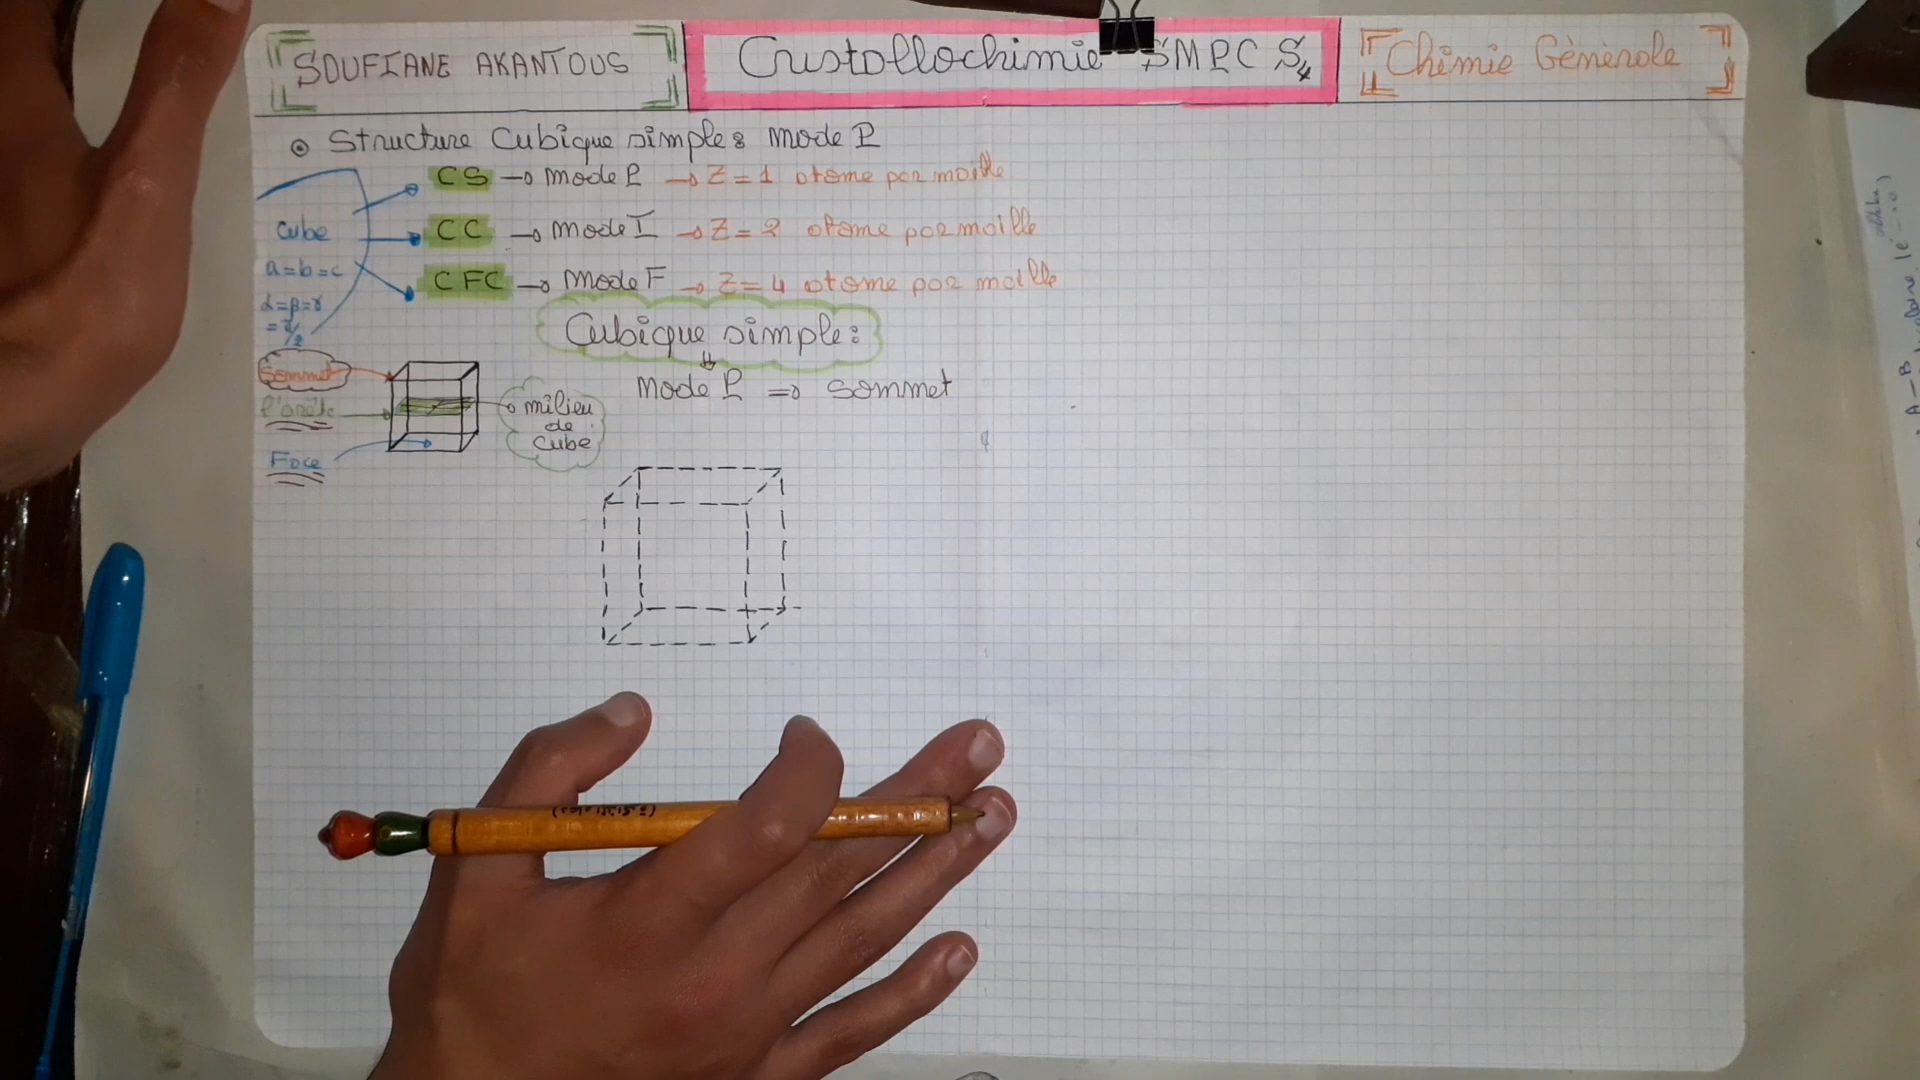 SOUFIANE AKANTOUS
Cristallochimie SMPC S4
Chimie Générale
Structure Cubique simple: mode P
CS → mode P → Z = 1 atome par maille
Cube
CC → mode I → Z = 2 atome par maille
a=b=c
CFC → mode F → Z = 4 atome par maille
α=β=γ
= π/2
Cubique simple:
⇓
Mode P ⇒ Sommet
Sommet
l'arête
milieu
de
Cube
Face